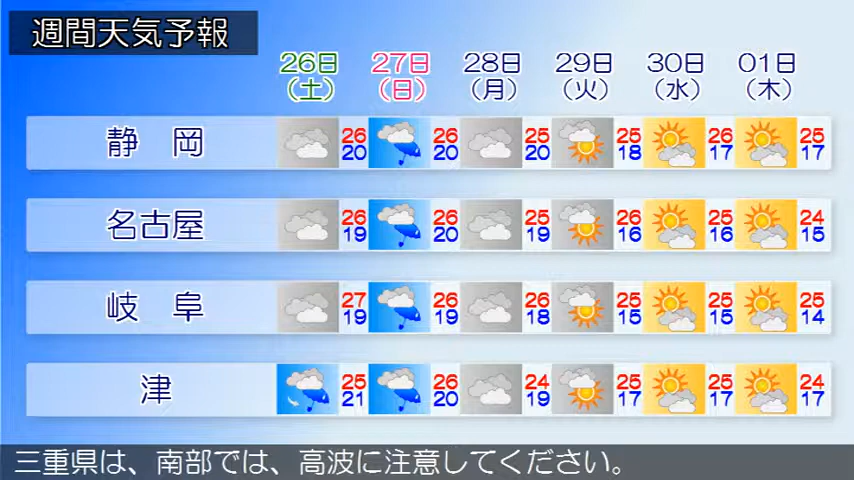 週間天気予報
26日 27日 28日 29日 30日 01日
（土） （日） （月） （火） （水） （木）
静岡 26 26 25 25 26 25
20 20 20 18 17 17
名古屋 26 26 25 26 25 24
19 20 19 16 16 15
岐阜 27 26 26 25 25 25
19 19 18 15 15 14
津 25 26 24 25 25 24
21 20 19 17 17 17
三重県は、南部では、高波に注意してください。